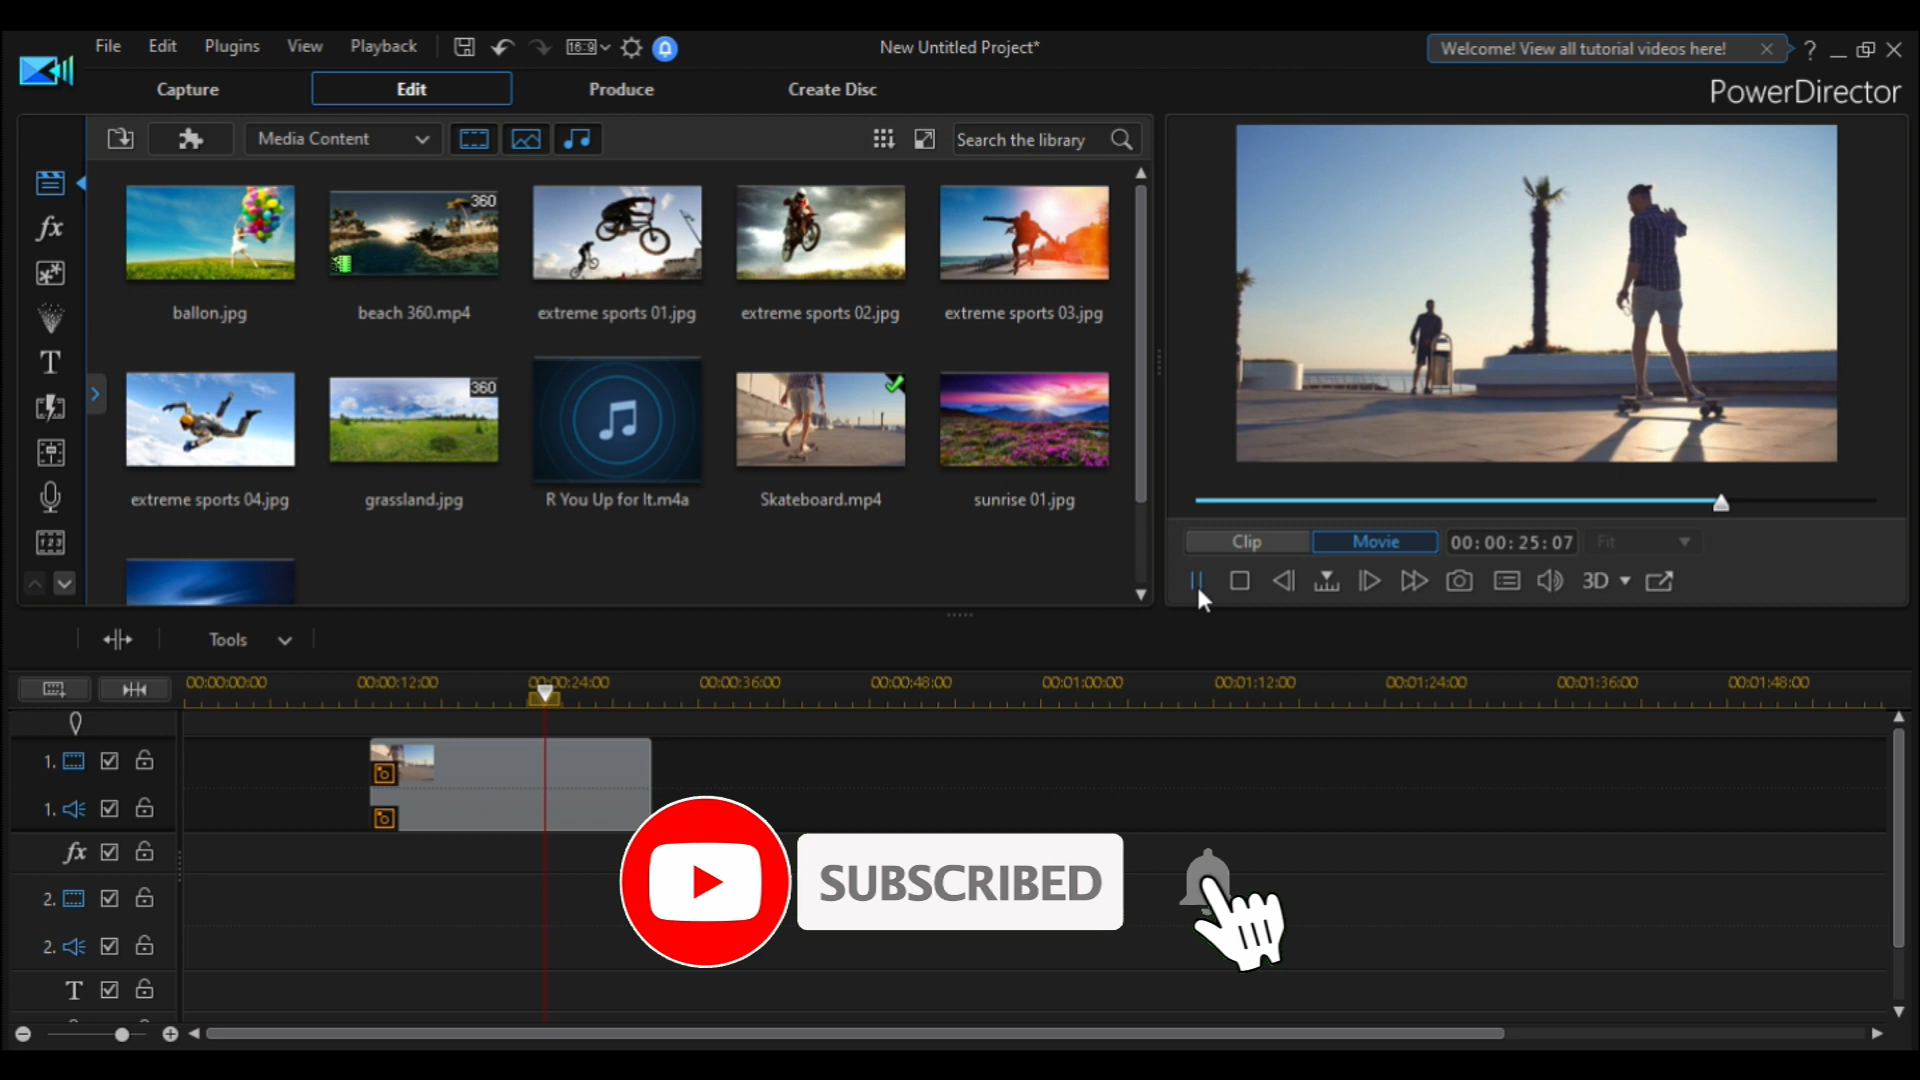 File Edit Plugins View Playback 16:9 New Untitled Project* Welcome! View all tutorial videos here! ?
Capture Edit Produce Create Disc PowerDirector
Media Content Search the library
360
ballon.jpg beach 360.mp4 extreme sports 01.jpg extreme sports 02.jpg extreme sports 03.jpg
360
extreme sports 04.jpg grassland.jpg R You Up for It.m4a Skateboard.mp4 sunrise 01.jpg
fx
T
123
Clip Movie 00:00:25:07 Fit
3D
Tools
00:00:00:00 00:00:12:00 00:00:24:00 00:00:36:00 00:00:48:00 00:01:00:00 00:01:12:00 00:01:24:00 00:01:36:00 00:01:48:00
1.
1.
fx
2.
2.
T
SUBSCRIBED